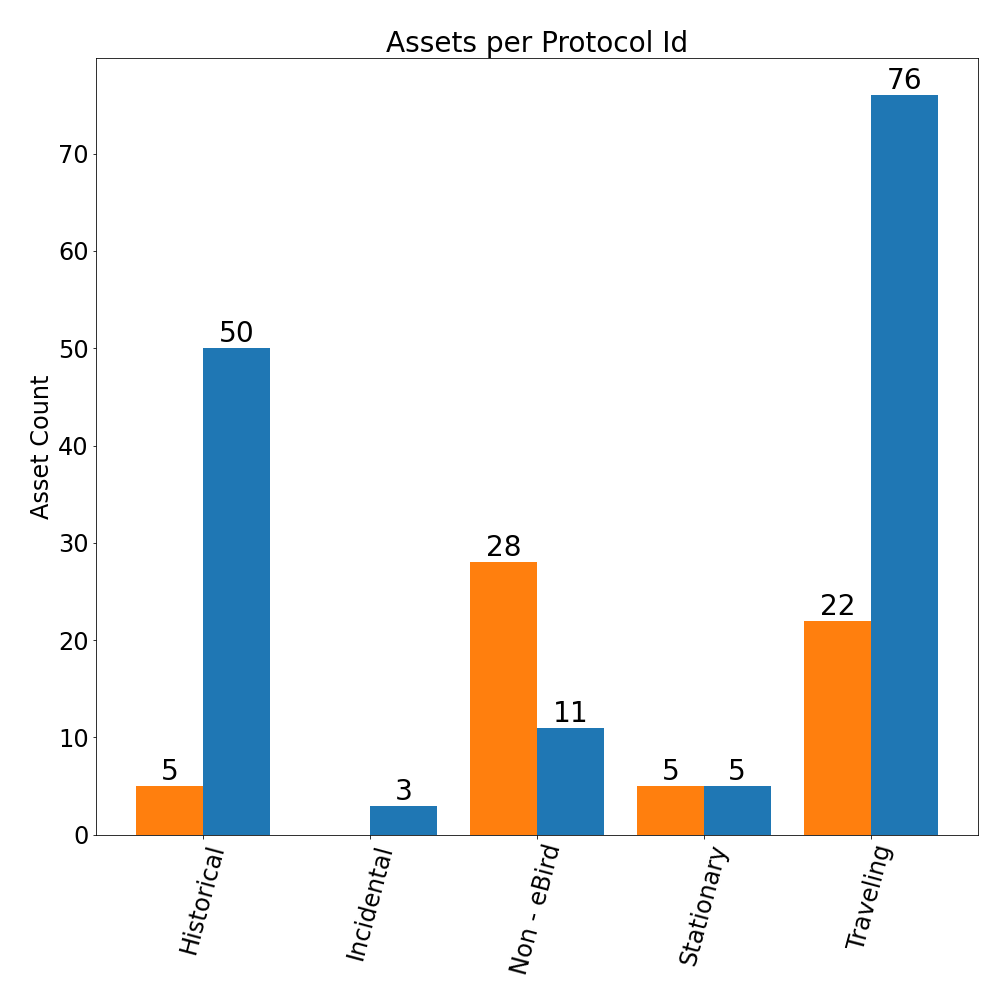 Assets per Protocol Id
Asset Count
70
60
50
40
30
20
10
0
5
50
3
28
11
5
5
22
76
Historical
Incidental
Non - eBird
Stationary
Traveling